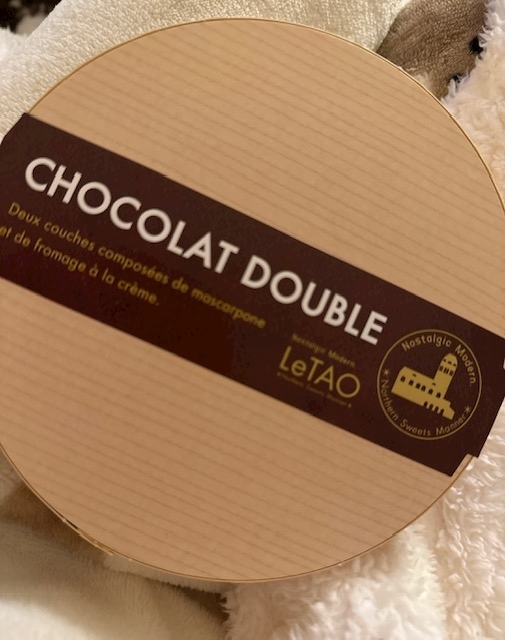 CHOCOLAT DOUBLE
Deux couches composées de mascarpone
et de fromage à la crème.
Nostalgic Modern.
LeTAO
Nostalgic Modern.
★ Northern Sweets Manner ★